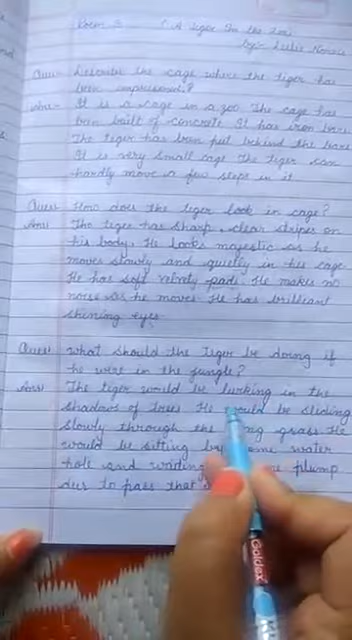 Poem 3 (A Tiger In the Zoo
by:- Leslie Norris
Ques- Describe the cage where the tiger has
been imprisoned?
Ans- It is a cage in a zoo The cage has
been built of concrete. It has iron bars.
The tiger has been put behind the bars
It is very small cage the tiger can
hardly move a few steps in it
Ques- How does the tiger look in cage?
Ans The tiger has sharp clear stripes on
his body. He looks majestic as he
moves slowly and quietly in his cage
He has soft velvety pads. He makes no
noise as he moves He has brilliant
shining eyes
Ques What should the tiger be doing if
he were in the jungle?
Ans The tiger would be lurking in the
shadows of trees He would be sliding
slowly through the grass He
would be sitting by water
hole and plump
to pass that
Goldex